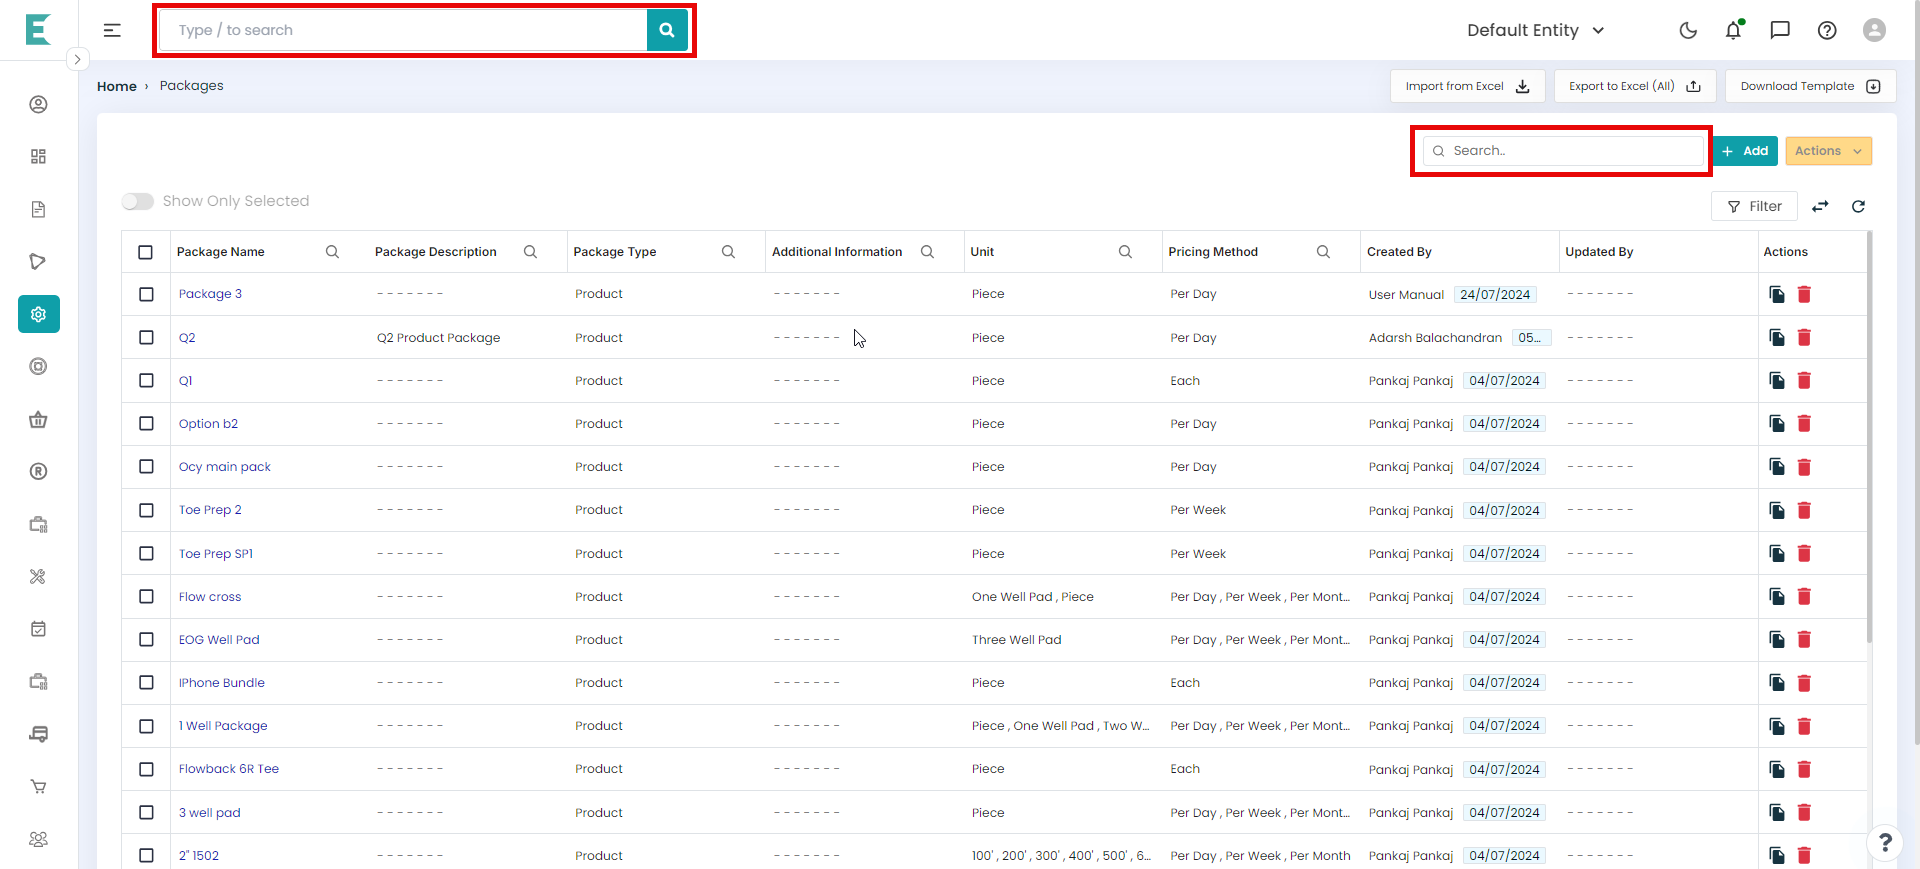 Type / to search
Default Entity
Home › Packages
Import from Excel
Export to Excel (All)
Download Template
Search..
+ Add
Actions
Show Only Selected
Filter
Package Name Package Description Package Type Additional Information Unit Pricing Method Created By Updated By Actions
Package 3 - - - - - - - Product - - - - - - - Piece Per Day User Manual 24/07/2024 - - - - - - -
Q2 Q2 Product Package Product - - - - - - - Piece Per Day Adarsh Balachandran 05... - - - - - - -
Q1 - - - - - - - Product - - - - - - - Piece Each Pankaj Pankaj 04/07/2024 - - - - - - -
Option b2 - - - - - - - Product - - - - - - - Piece Per Day Pankaj Pankaj 04/07/2024 - - - - - - -
Ocy main pack - - - - - - - Product - - - - - - - Piece Per Day Pankaj Pankaj 04/07/2024 - - - - - - -
Toe Prep 2 - - - - - - - Product - - - - - - - Piece Per Week Pankaj Pankaj 04/07/2024 - - - - - - -
Toe Prep SP1 - - - - - - - Product - - - - - - - Piece Per Week Pankaj Pankaj 04/07/2024 - - - - - - -
Flow cross - - - - - - - Product - - - - - - - One Well Pad , Piece Per Day , Per Week , Per Mont... Pankaj Pankaj 04/07/2024 - - - - - - -
EOG Well Pad - - - - - - - Product - - - - - - - Three Well Pad Per Day , Per Week , Per Mont... Pankaj Pankaj 04/07/2024 - - - - - - -
IPhone Bundle - - - - - - - Product - - - - - - - Piece Each Pankaj Pankaj 04/07/2024 - - - - - - -
1 Well Package - - - - - - - Product - - - - - - - Piece , One Well Pad , Two W... Per Day , Per Week , Per Mont... Pankaj Pankaj 04/07/2024 - - - - - - -
Flowback 6R Tee - - - - - - - Product - - - - - - - Piece Each Pankaj Pankaj 04/07/2024 - - - - - - -
3 well pad - - - - - - - Product - - - - - - - Piece Per Day , Per Week , Per Mont... Pankaj Pankaj 04/07/2024 - - - - - - -
2" 1502 - - - - - - - Product - - - - - - - 100' , 200' , 300' , 400' , 500' , 6... Per Day , Per Week , Per Month Pankaj Pankaj 04/07/2024 - - - - - - -
?